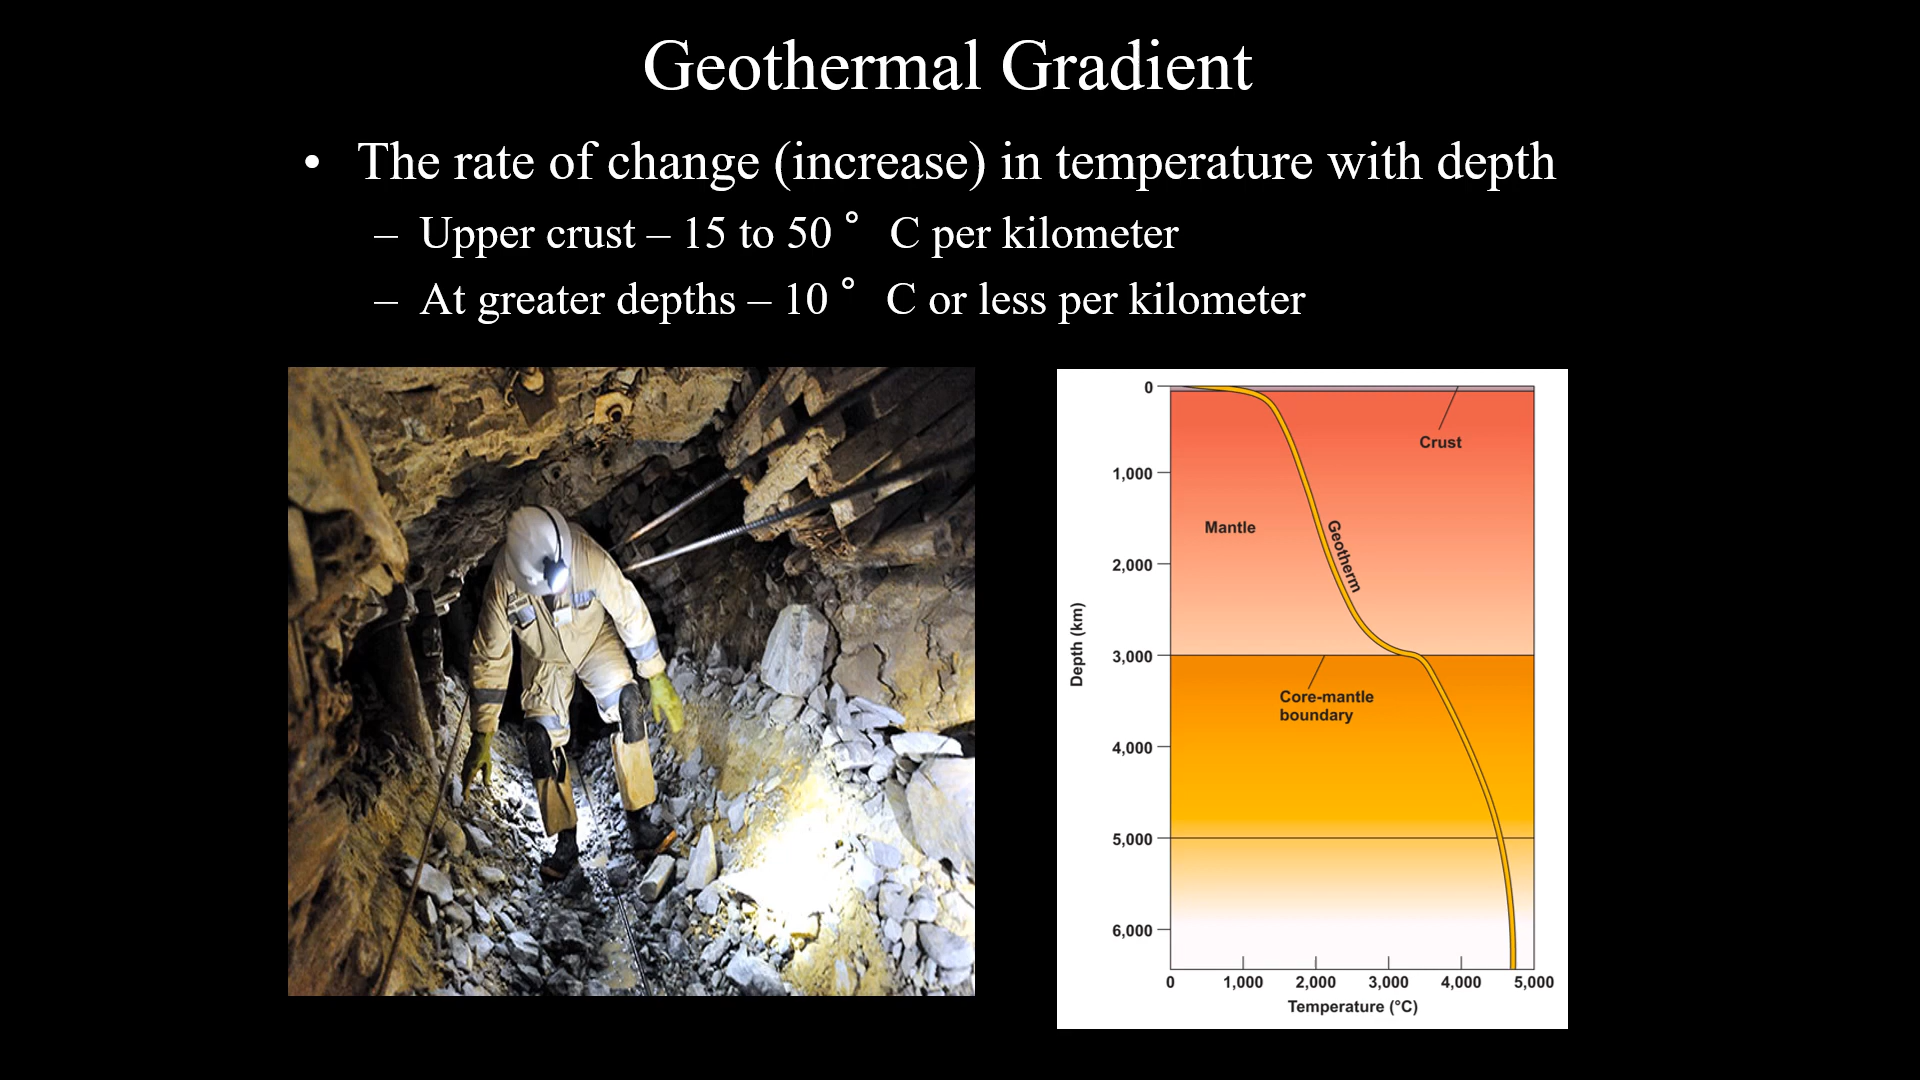 Geothermal Gradient
• The rate of change (increase) in temperature with depth
– Upper crust – 15 to 50 ° C per kilometer
– At greater depths – 10 ° C or less per kilometer
0
Crust
1,000
Mantle
Geotherm
2,000
Depth (km)
3,000
Core-mantle
boundary
4,000
5,000
6,000
0 1,000 2,000 3,000 4,000 5,000
Temperature (°C)